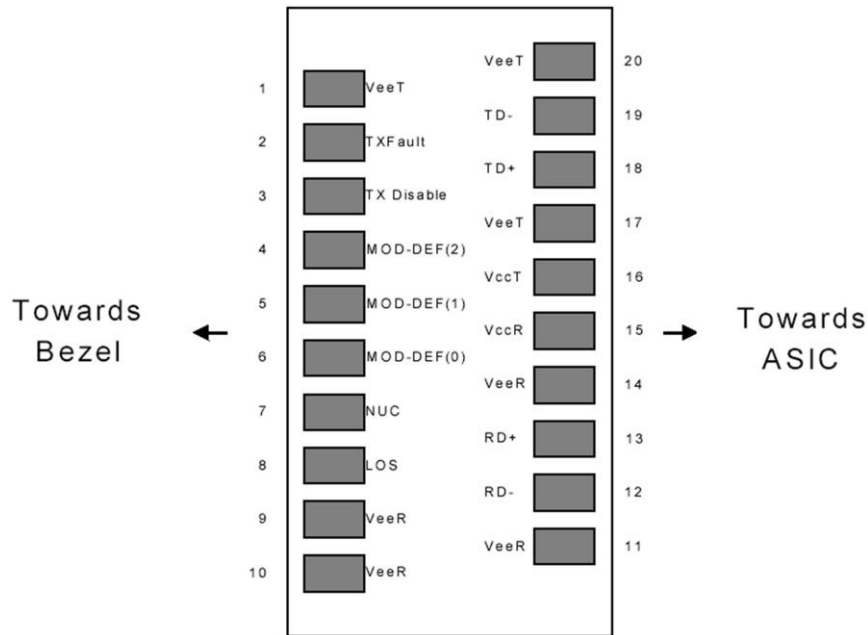 VeeT 20
1 VeeT
TD- 19
2 TXFault
TD+ 18
3 TX Disable
VeeT 17
4 MOD-DEF(2)
VccT 16
5 MOD-DEF(1)
Towards
Bezel
VccR 15
Towards
ASIC
6 MOD-DEF(0)
VeeR 14
7 NUC
RD+ 13
8 LOS
RD- 12
9 VeeR
VeeR 11
10 VeeR